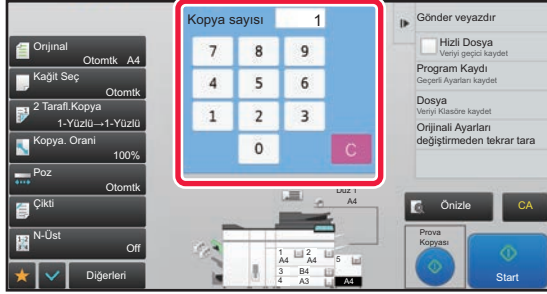 Orijinal
Otomtk A4
Kağit Seç
Otomtk
2 Tarafl.Kopya
1-Yüzlü→1-Yüzlü
Kopya. Orani
100%
Poz
Otomtk
Çikti
N-Üst
Off
Diğerleri
Kopya sayısı 1
7 8 9
4 5 6
1 2 3
0 C
Düz 1
A4
1 A4 2 A4 5
3 B4
4 A3 A4
Gönder veyazdır
Hizli Dosya
Veriyi geçici kaydet
Program Kaydı
Geçerli Ayarları kaydet
Dosya
Veriyi Klasöre kaydet
Orijinali Ayarları
değiştirmeden tekrar tara
Önizle CA
Prova
Kopyası
Start